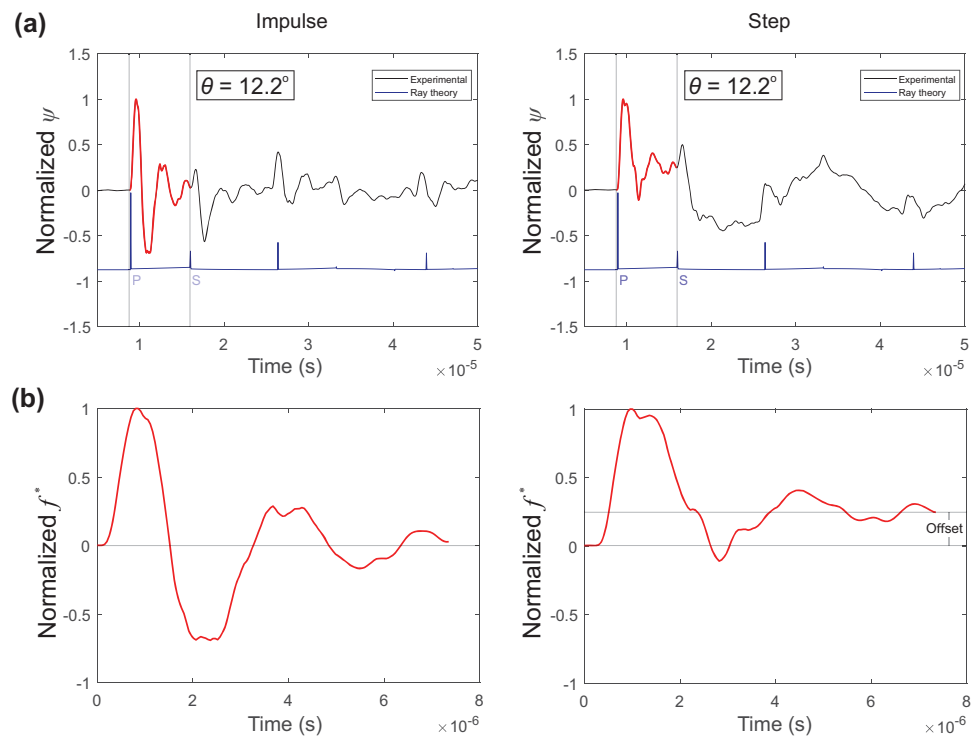 (a)
Impulse
Step
1.5
1
0.5
0
-0.5
-1
-1.5
Normalized ψ
θ = 12.2°
Experimental
Ray theory
P
S
1
2
3
4
5
Time (s)
× 10⁻⁵
1.5
1
0.5
0
-0.5
-1
-1.5
Normalized ψ
θ = 12.2°
Experimental
Ray theory
P
S
1
2
3
4
5
Time (s)
× 10⁻⁵
(b)
1
0.5
0
-0.5
-1
Normalized f*
0
2
4
6
8
Time (s)
× 10⁻⁶
1
0.5
0
-0.5
-1
Normalized f*
Offset
0
2
4
6
8
Time (s)
× 10⁻⁶